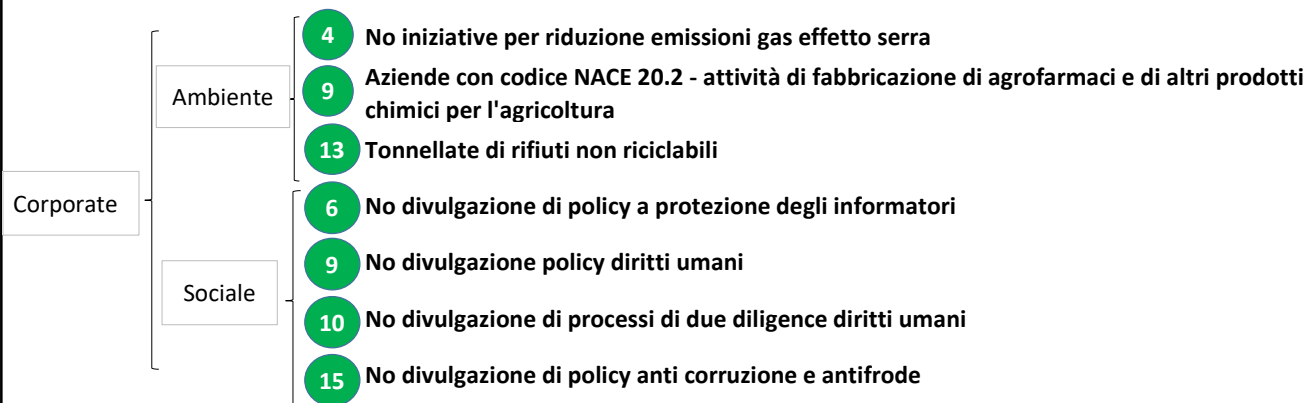 4 No iniziative per riduzione emissioni gas effetto serra
Ambiente
9 Aziende con codice NACE 20.2 - attività di fabbricazione di agrofarmaci e di altri prodotti
chimici per l'agricoltura
13 Tonnellate di rifiuti non riciclabili
Corporate
6 No divulgazione di policy a protezione degli informatori
9 No divulgazione policy diritti umani
Sociale
10 No divulgazione di processi di due diligence diritti umani
15 No divulgazione di policy anti corruzione e antifrode